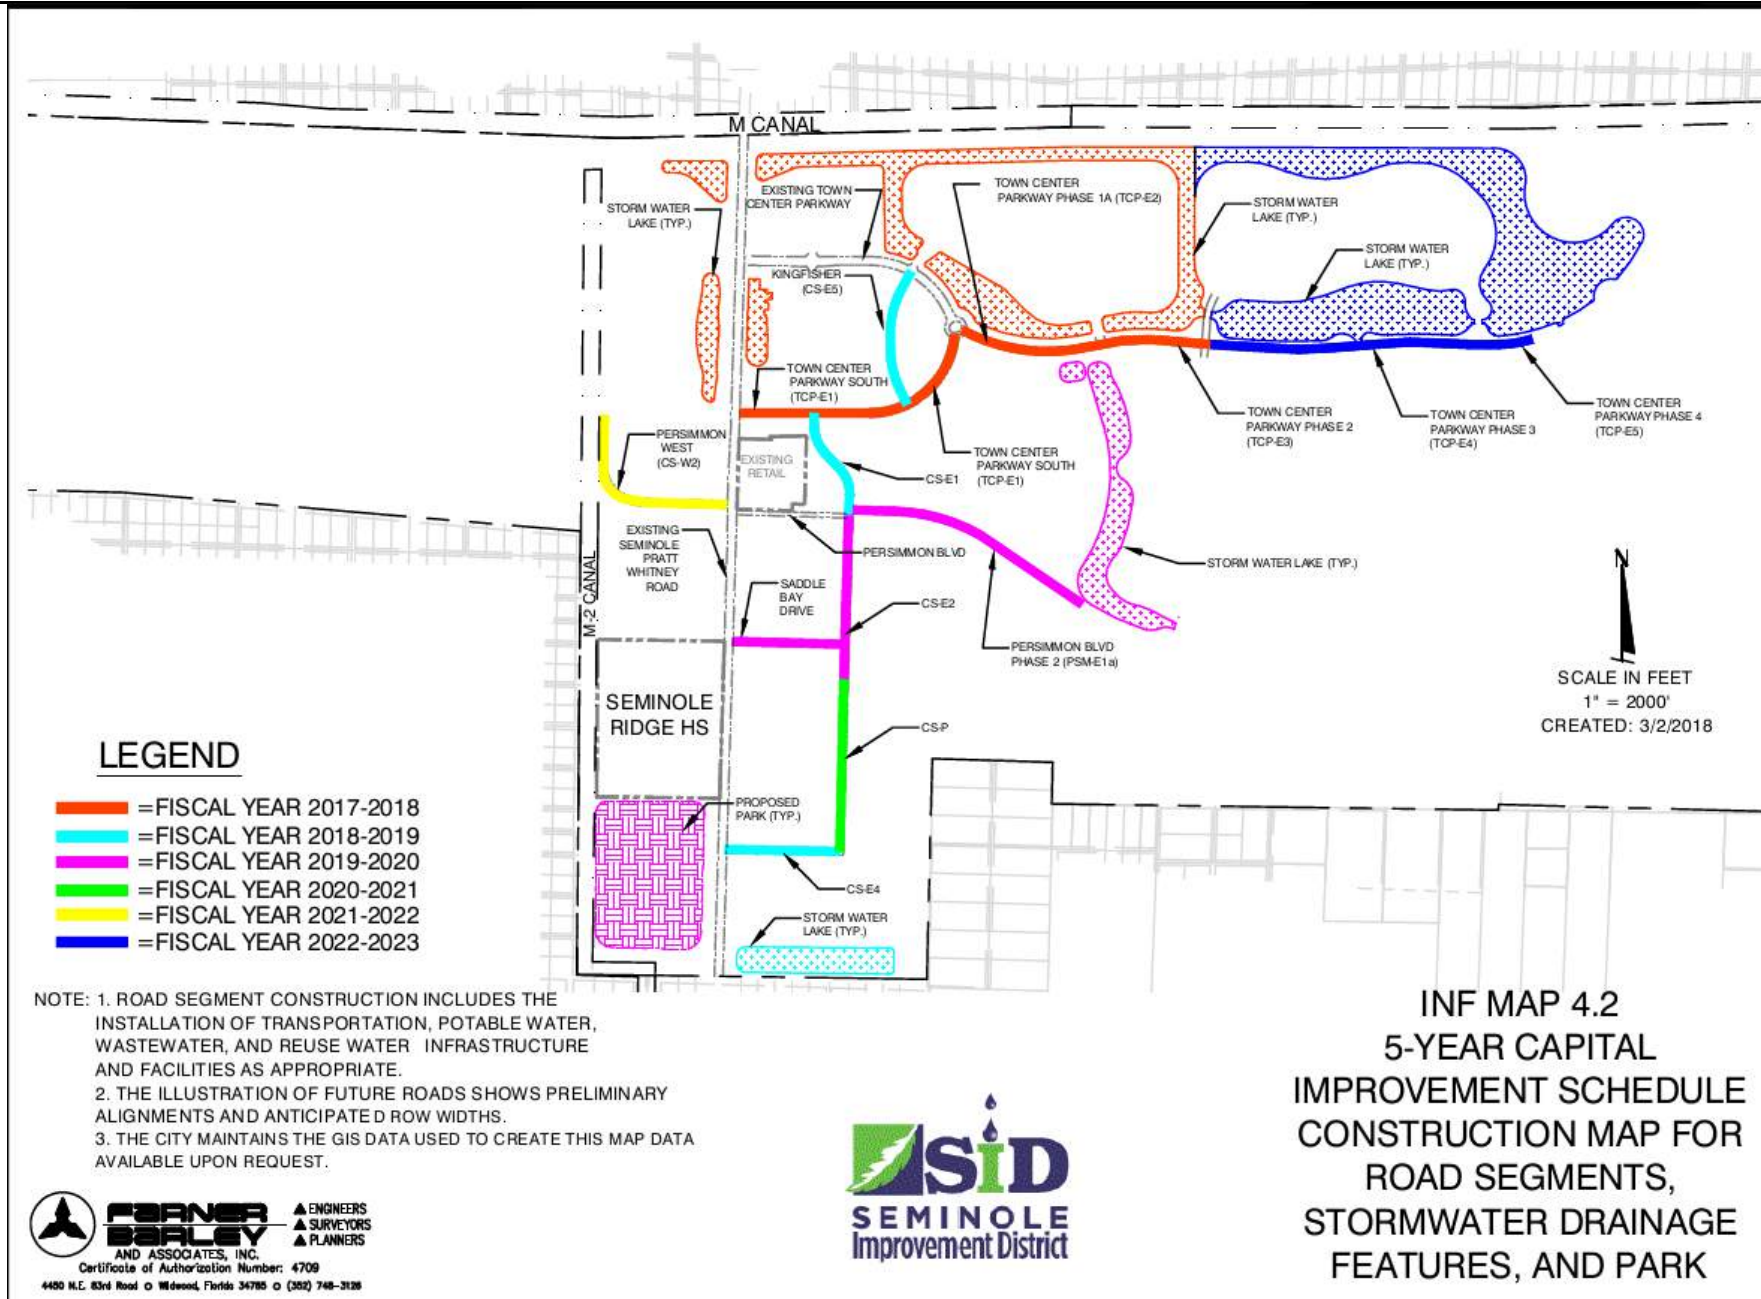 M CANAL
STORM WATER
LAKE (TYP.)
EXISTING TOWN
CENTER PARKWAY
TOWN CENTER
PARKWAY PHASE 1A (TCP-E2)
STORM WATER
LAKE (TYP.)
STORM WATER
LAKE (TYP.)
KINGFISHER
(CS-E5)
TOWN CENTER
PARKWAY SOUTH
(TCP-E1)
TOWN CENTER
PARKWAY PHASE 2
(TCP-E3)
TOWN CENTER
PARKWAY PHASE 3
(TCP-E4)
TOWN CENTER
PARKWAY PHASE 4
(TCP-E5)
PERSIMMON
WEST
(CS-W2)
EXISTING
RETAIL
TOWN CENTER
PARKWAY SOUTH
(TCP-E1)
CS-E1
EXISTING
SEMINOLE
PRATT
WHITNEY
ROAD
PERSIMMON BLVD
STORM WATER LAKE (TYP.)
M-2 CANAL
SADDLE
BAY
DRIVE
CS-E2
PERSIMMON BLVD
PHASE 2 (PSM-E1a)
N
SCALE IN FEET
1" = 2000'
CREATED: 3/2/2018
SEMINOLE
RIDGE HS
CS-P
PROPOSED
PARK (TYP.)
CS-E4
STORM WATER
LAKE (TYP.)
LEGEND
=FISCAL YEAR 2017-2018
=FISCAL YEAR 2018-2019
=FISCAL YEAR 2019-2020
=FISCAL YEAR 2020-2021
=FISCAL YEAR 2021-2022
=FISCAL YEAR 2022-2023
NOTE: 1. ROAD SEGMENT CONSTRUCTION INCLUDES THE
INSTALLATION OF TRANSPORTATION, POTABLE WATER,
WASTEWATER, AND REUSE WATER INFRASTRUCTURE
AND FACILITIES AS APPROPRIATE.
2. THE ILLUSTRATION OF FUTURE ROADS SHOWS PRELIMINARY
ALIGNMENTS AND ANTICIPATED ROW WIDTHS.
3. THE CITY MAINTAINS THE GIS DATA USED TO CREATE THIS MAP DATA
AVAILABLE UPON REQUEST.
FARNER
BARLEY
AND ASSOCIATES, INC.
ENGINEERS
SURVEYORS
PLANNERS
Certificate of Authorization Number: 4709
4450 N.E. 83rd Road o Wildwood, Florida 34785 o (352) 748-3126
SID
SEMINOLE
Improvement District
INF MAP 4.2
5-YEAR CAPITAL
IMPROVEMENT SCHEDULE
CONSTRUCTION MAP FOR
ROAD SEGMENTS,
STORMWATER DRAINAGE
FEATURES, AND PARK